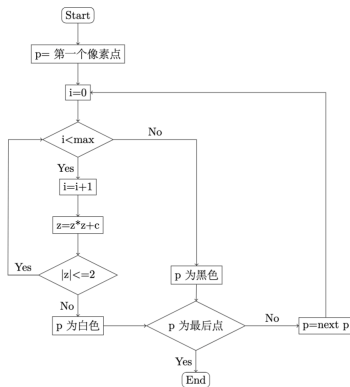 Start
p= 第一个像素点
i=0
i<max
No
Yes
i=i+1
z=z*z+c
|z|<=2
Yes
No
p 为黑色
p 为白色
p 为最后点
No
p=next p
Yes
End